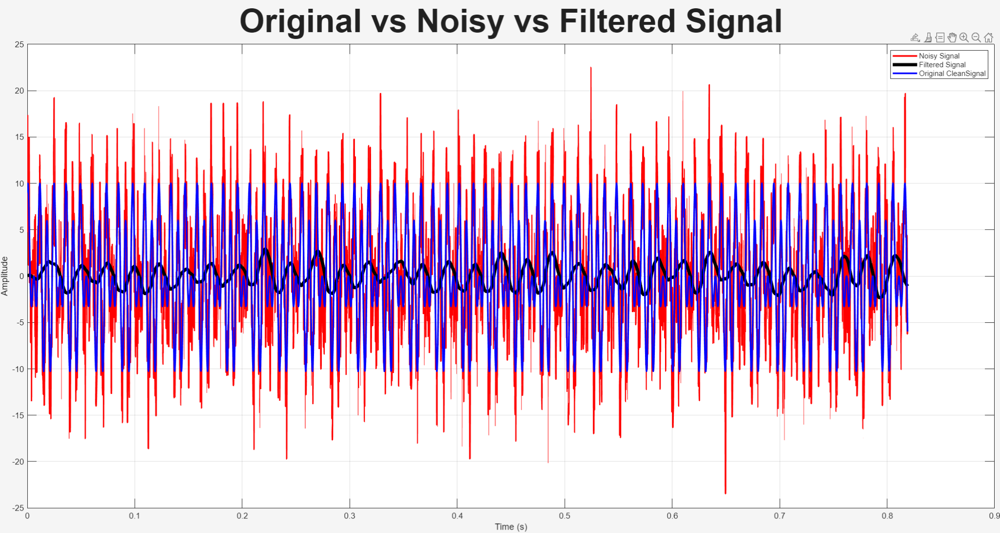 Original vs Noisy vs Filtered Signal
Noisy Signal
Filtered Signal
Original CleanSignal
25
20
15
10
5
0
-5
-10
-15
-20
-25
Amplitude
0 0.1 0.2 0.3 0.4 0.5 0.6 0.7 0.8 0.9
Time (s)